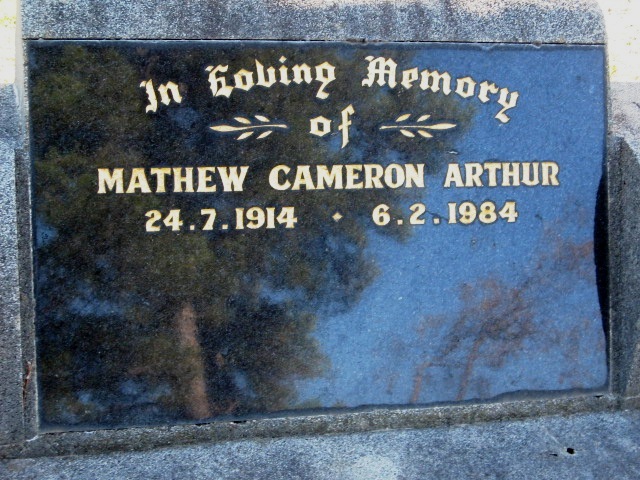 In Loving Memory
of
MATHEW CAMERON ARTHUR
24.7.1914 • 6.2.1984